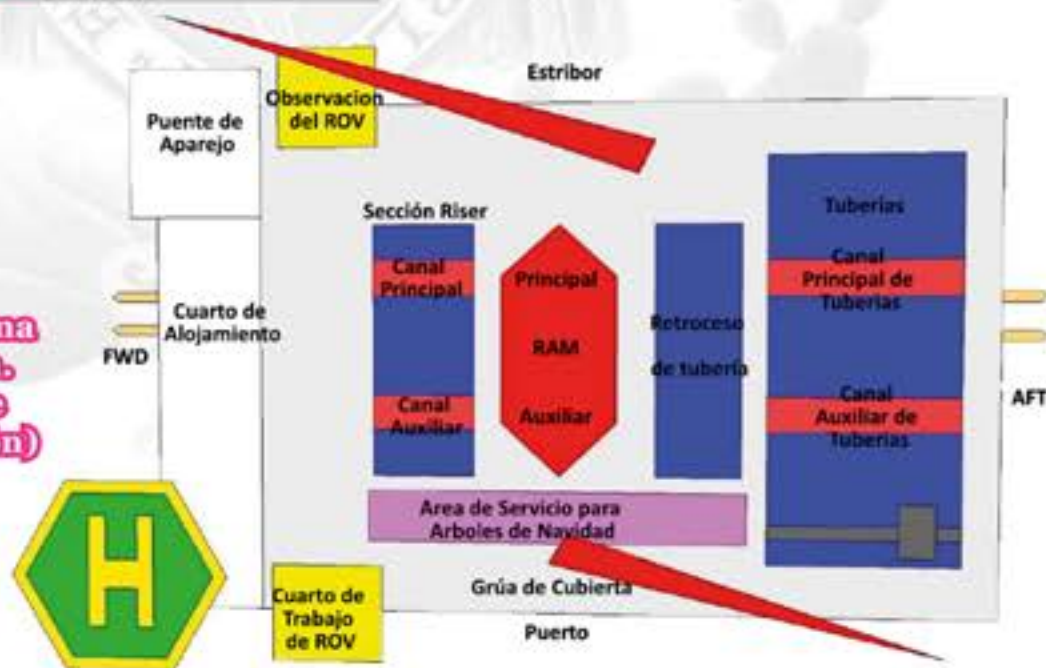 Estribor
Observacion
del ROV
Puente de
Aparejo
Sección Riser
Tuberías
Canal
Principal
Principal
Canal
Principal de
Tuberias
Cuarto de
Alojamiento
FWD
RAM
Retroceso
de tubería
Canal
Auxiliar
Auxiliar
Canal
Auxiliar de
Tuberias
AFT
Area de Servicio para
Arboles de Navidad
H
Cuarto de
Trabajo
de ROV
Grúa de Cubierta
Puerto